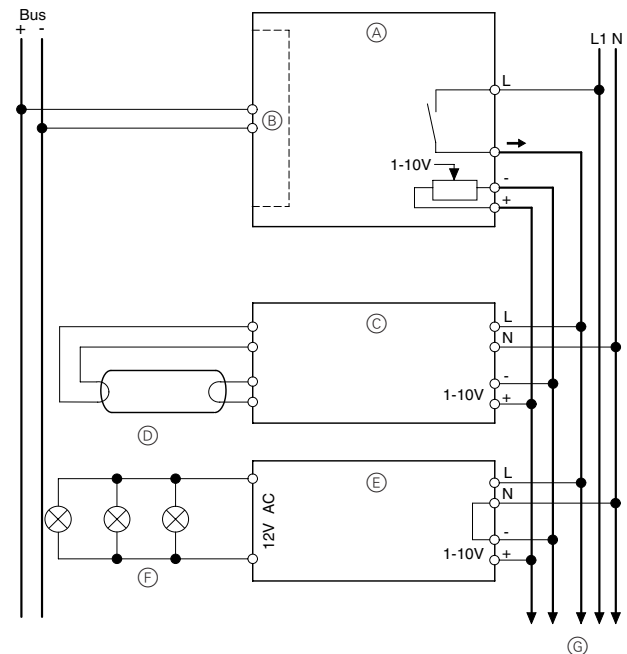 Bus
+ -
A
L1 N
L
B
1-10V
-
+
C
L
N
-
1-10V
+
D
E
L
N
12V AC
-
1-10V
+
F
G